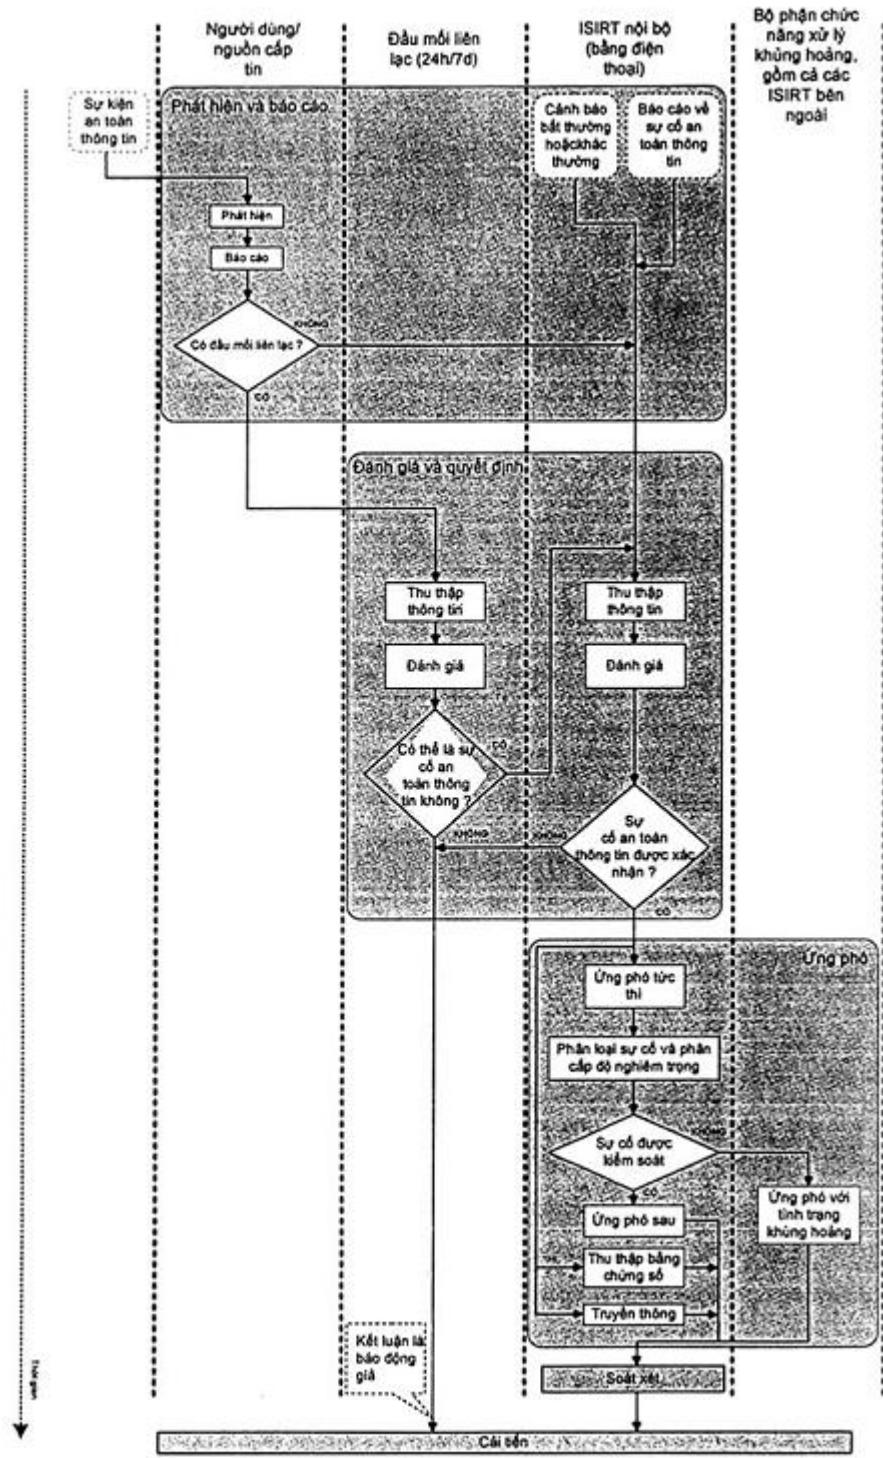 Người dùng/
nguồn cấp
tin
Đầu mối liên
lạc (24h/7d)
ISIRT nội bộ
(bằng điện
thoại)
Bộ phận chức
năng xử lý
khủng hoảng,
gồm cả các
ISIRT bên
ngoài
Sự kiện
an toàn
thông tin
Phát hiện và báo cáo
Cảnh báo
bất thường
hoặckhác
thường
Báo cáo về
sự cố an
toàn thông
tin
Phát hiện
Báo cáo
Có đầu mối liên lạc ?
KHÔNG
CÓ
Đánh giá và quyết định
Thu thập
thông tin
Thu thập
thông tin
Đánh giá
Đánh giá
Có thể là sự
cố an
toàn thông
tin không ?
CÓ
KHÔNG
KHÔNG
Sự
cố an toàn
thông tin được xác
nhận ?
CÓ
Ứng phó
Ứng phó tức
thì
Phân loại sự cố và phân
cấp độ nghiêm trọng
Sự cố được
kiểm soát
KHÔNG
CÓ
Ứng phó sau
Ứng phó với
tình trạng
khủng hoảng
Thu thập bằng
chứng số
Truyền thông
Kết luận là
báo động
giả
Soát xét
Cải tiến
Thời gian